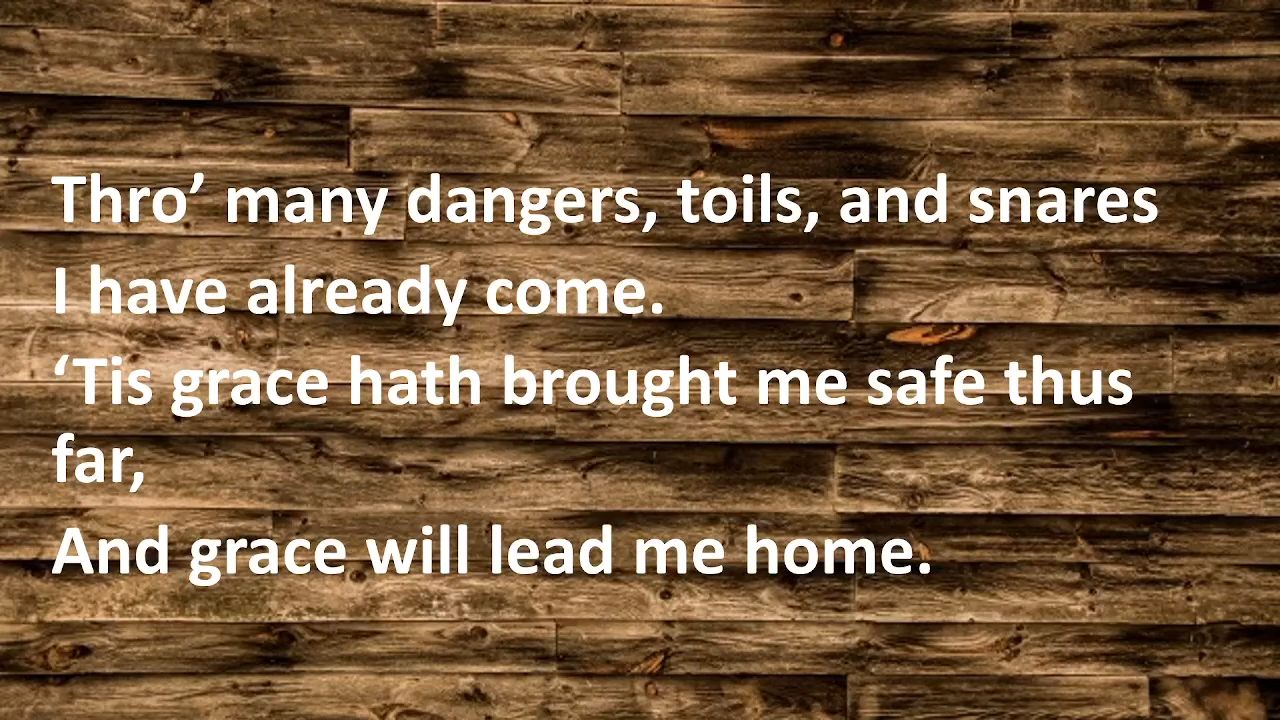 Thro’ many dangers, toils, and snares
I have already come.
‘Tis grace hath brought me safe thus
far,
And grace will lead me home.